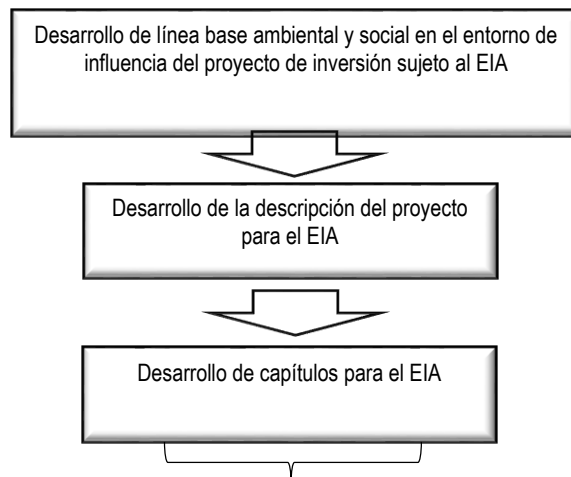 Desarrollo de línea base ambiental y social en el entorno de
influencia del proyecto de inversión sujeto al EIA
Desarrollo de la descripción del proyecto
para el EIA
Desarrollo de capítulos para el EIA